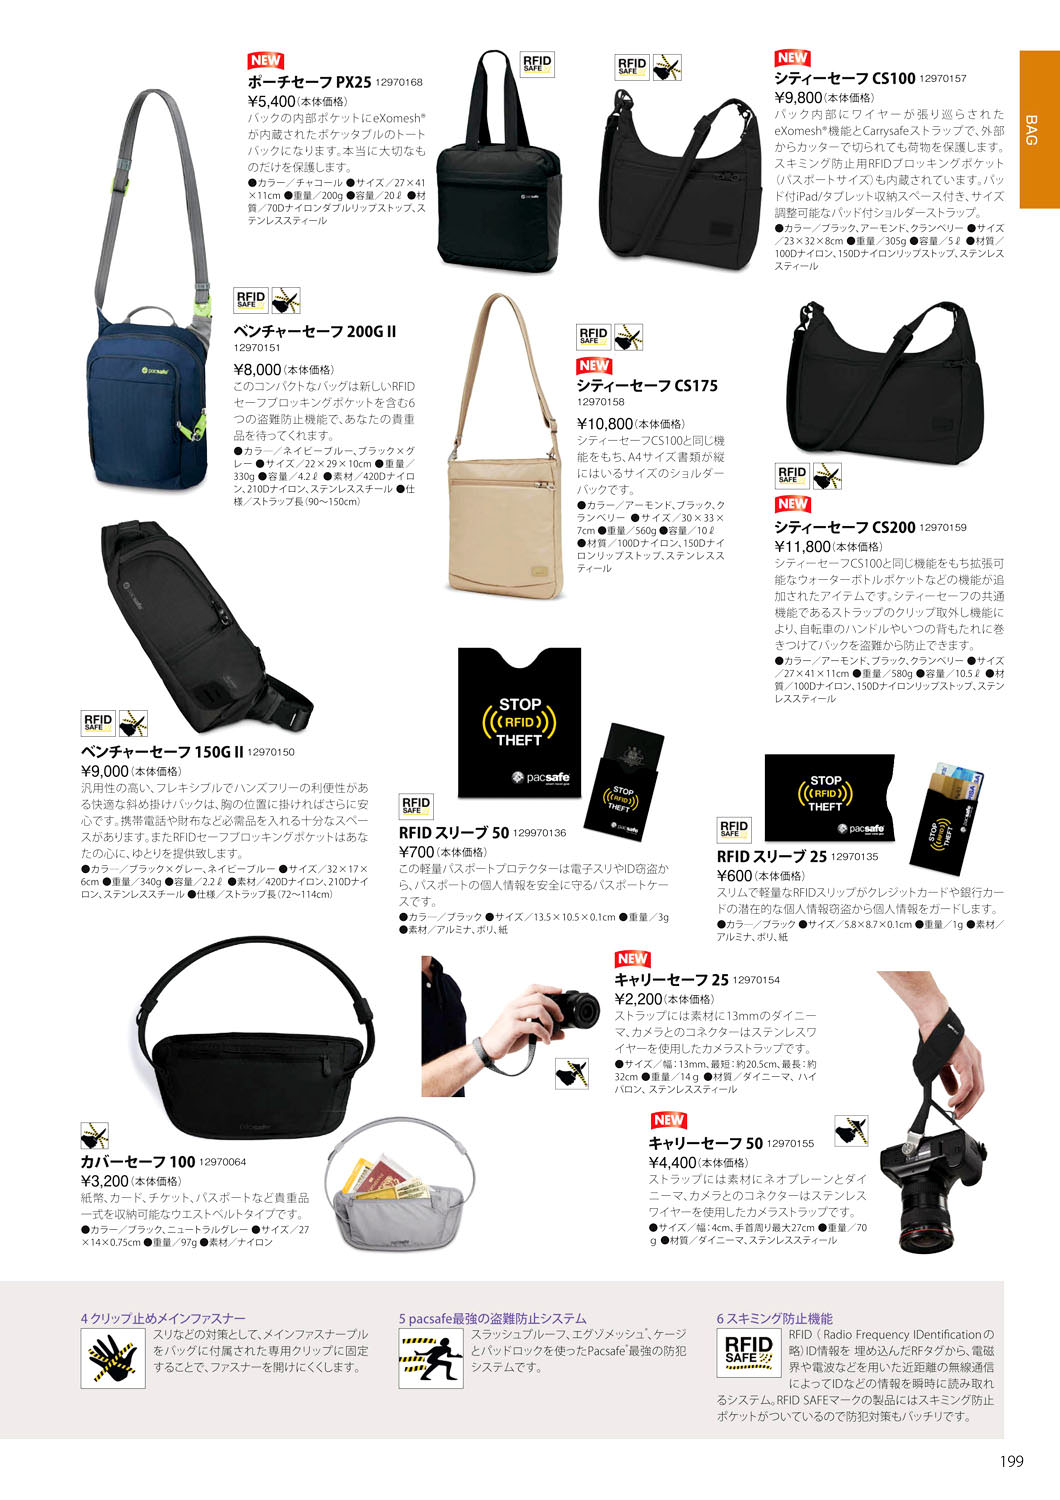 BAG
NEW
ポーチセーフ PX25 12970168
¥5,400(本体価格)
バックの内部ポケットにeXomesh®
が内蔵されたポケッタブルのトート
バックになります。本当に大切なも
のだけを保護します。
●カラー／チャコール ●サイズ／27×41
×11cm ●重量／200g ●容量／20ℓ ●材
質／70Dナイロンダブルリップストップ、ス
テンレススティール
RFID
SAFE
RFID
SAFE
NEW
シティーセーフ CS100 12970157
¥9,800(本体価格)
バック内部にワイヤーが張り巡らされた
eXomesh®機能とCarrysafeストラップで、外部
からカッターで切られても荷物を保護します。
スキミング防止用RFIDブロッキングポケット
（パスポートサイズ）も内蔵されています。パッ
ド付iPad/タブレット収納スペース付き、サイズ
調整可能なパッド付ショルダーストラップ。
●カラー／ブラック、アーモンド、クランベリー ●サイズ
／23×32×8cm ●重量／305g ●容量／5ℓ ●材質／
100Dナイロン、150Dナイロンリップストップ、ステンレス
スティール
RFID
SAFE
ベンチャーセーフ 200G II
12970151
¥8,000(本体価格)
このコンパクトなバッグは新しいRFID
セーフブロッキングポケットを含む6
つの盗難防止機能で、あなたの貴重
品を待ってくれます。
●カラー／ネイビーブルー、ブラック×グ
レー ●サイズ／22×29×10cm ●重量／
330g ●容量／4.2ℓ ●素材／420Dナイロ
ン、210Dナイロン、ステンレススチール ●仕
様／ストラップ長（90～150cm）
pacsafe
RFID
SAFE
NEW
シティーセーフ CS175
12970158
¥10,800(本体価格)
シティーセーフCS100と同じ機
能をもち、A4サイズ書類が縦
にはいるサイズのショルダー
バックです。
●カラー／アーモンド、ブラック、ク
ランベリー ●サイズ／30×33×
7cm ●重量／560g ●容量／10ℓ
●材質／100Dナイロン、150Dナイ
ロンリップストップ、ステンレスス
ティール
RFID
SAFE
NEW
シティーセーフ CS200 12970159
¥11,800(本体価格)
シティーセーフCS100と同じ機能をもち拡張可
能なウォーターボトルポケットなどの機能が追
加されたアイテムです。シティーセーフの共通
機能であるストラップのクリップ取外し機能に
より、自転車のハンドルやいつの背もたれに巻
きつけてバックを盗難から防止できます。
●カラー／アーモンド、ブラック、クランベリー ●サイズ
／27×41×11cm ●重量／580g ●容量／10.5ℓ ●材
質／100Dナイロン、150Dナイロンリップストップ、ステン
レススティール
RFID
SAFE
ベンチャーセーフ 150G II 12970150
¥9,000(本体価格)
汎用性の高い、フレキシブルでハンズフリーの利便性があ
る快適な斜め掛けバックは、胸の位置に掛ければさらに安
心です。携帯電話や財布など必需品を入れる十分なスペー
スがあります。またRFIDセーフブロッキングポケットはあな
たの心に、ゆとりを提供致します。
●カラー／ブラック×グレー、ネイビーブルー ●サイズ／32×17×
6cm ●重量／340g ●容量／2.2ℓ ●素材／420Dナイロン、210Dナイ
ロン、ステンレススチール ●仕様／ストラップ長（72～114cm）
STOP
RFID
THEFT
pacsafe
STOP
RFID
THEFT
RFID
SAFE
RFID スリーブ 50 129970136
¥700(本体価格)
この軽量パスポートプロテクターは電子スリやID窃盗か
ら、パスポートの個人情報を安全に守るパスポートケー
スです。
●カラー／ブラック ●サイズ／13.5×10.5×0.1cm ●重量／3g
●素材／アルミナ、ポリ、紙
STOP
RFID
THEFT
pacsafe
STOP
RFID
THEFT
RFID
SAFE
RFID スリーブ 25 12970135
¥600(本体価格)
スリムで軽量なRFIDスリップがクレジットカードや銀行カー
ドの潜在的な個人情報窃盗から個人情報をガードします。
●カラー／ブラック ●サイズ／5.8×8.7×0.1cm ●重量／1g ●素材／
アルミナ、ポリ、紙
NEW
キャリーセーフ 25 12970154
¥2,200(本体価格)
ストラップには素材に13mmのダイニー
マ、カメラとのコネクターはステンレスワ
イヤーを使用したカメラストラップです。
●サイズ／幅：13mm、最短：約20.5cm、最長：約
32cm ●重量／14g ●材質／ダイニーマ、ハイ
パロン、ステンレススティール
NEW
キャリーセーフ 50 12970155
¥4,400(本体価格)
ストラップには素材にネオプレーンとダイ
ニーマ、カメラとのコネクターはステンレス
ワイヤーを使用したカメラストラップです。
●サイズ／幅：4cm、手首周り最大27cm ●重量／70
g ●材質／ダイニーマ、ステンレススティール
カバーセーフ 100 12970064
¥3,200(本体価格)
紙幣、カード、チケット、パスポートなど貴重品
一式を収納可能なウエストベルトタイプです。
●カラー／ブラック、ニュートラルグレー ●サイズ／27
×14×0.75cm ●重量／97g ●素材／ナイロン
4 クリップ止めメインファスナー
スリなどの対策として、メインファスナープル
をバッグに付属された専用クリップに固定
することで、ファスナーを開けにくくします。
5 pacsafe最強の盗難防止システム
スラッシュプルーフ、エグゾメッシュ®、ケージ
とパッドロックを使ったPacsafe®最強の防犯
システムです。
6 スキミング防止機能
RFID
SAFE
RFID（Radio Frequency IDentificationの
略）ID情報を 埋め込んだRFタグから、電磁
界や電波などを用いた近距離の無線通信
によってIDなどの情報を瞬時に読み取れ
るシステム。RFID SAFEマークの製品にはスキミング防止
ポケットがついているので防犯対策もバッチリです。
199